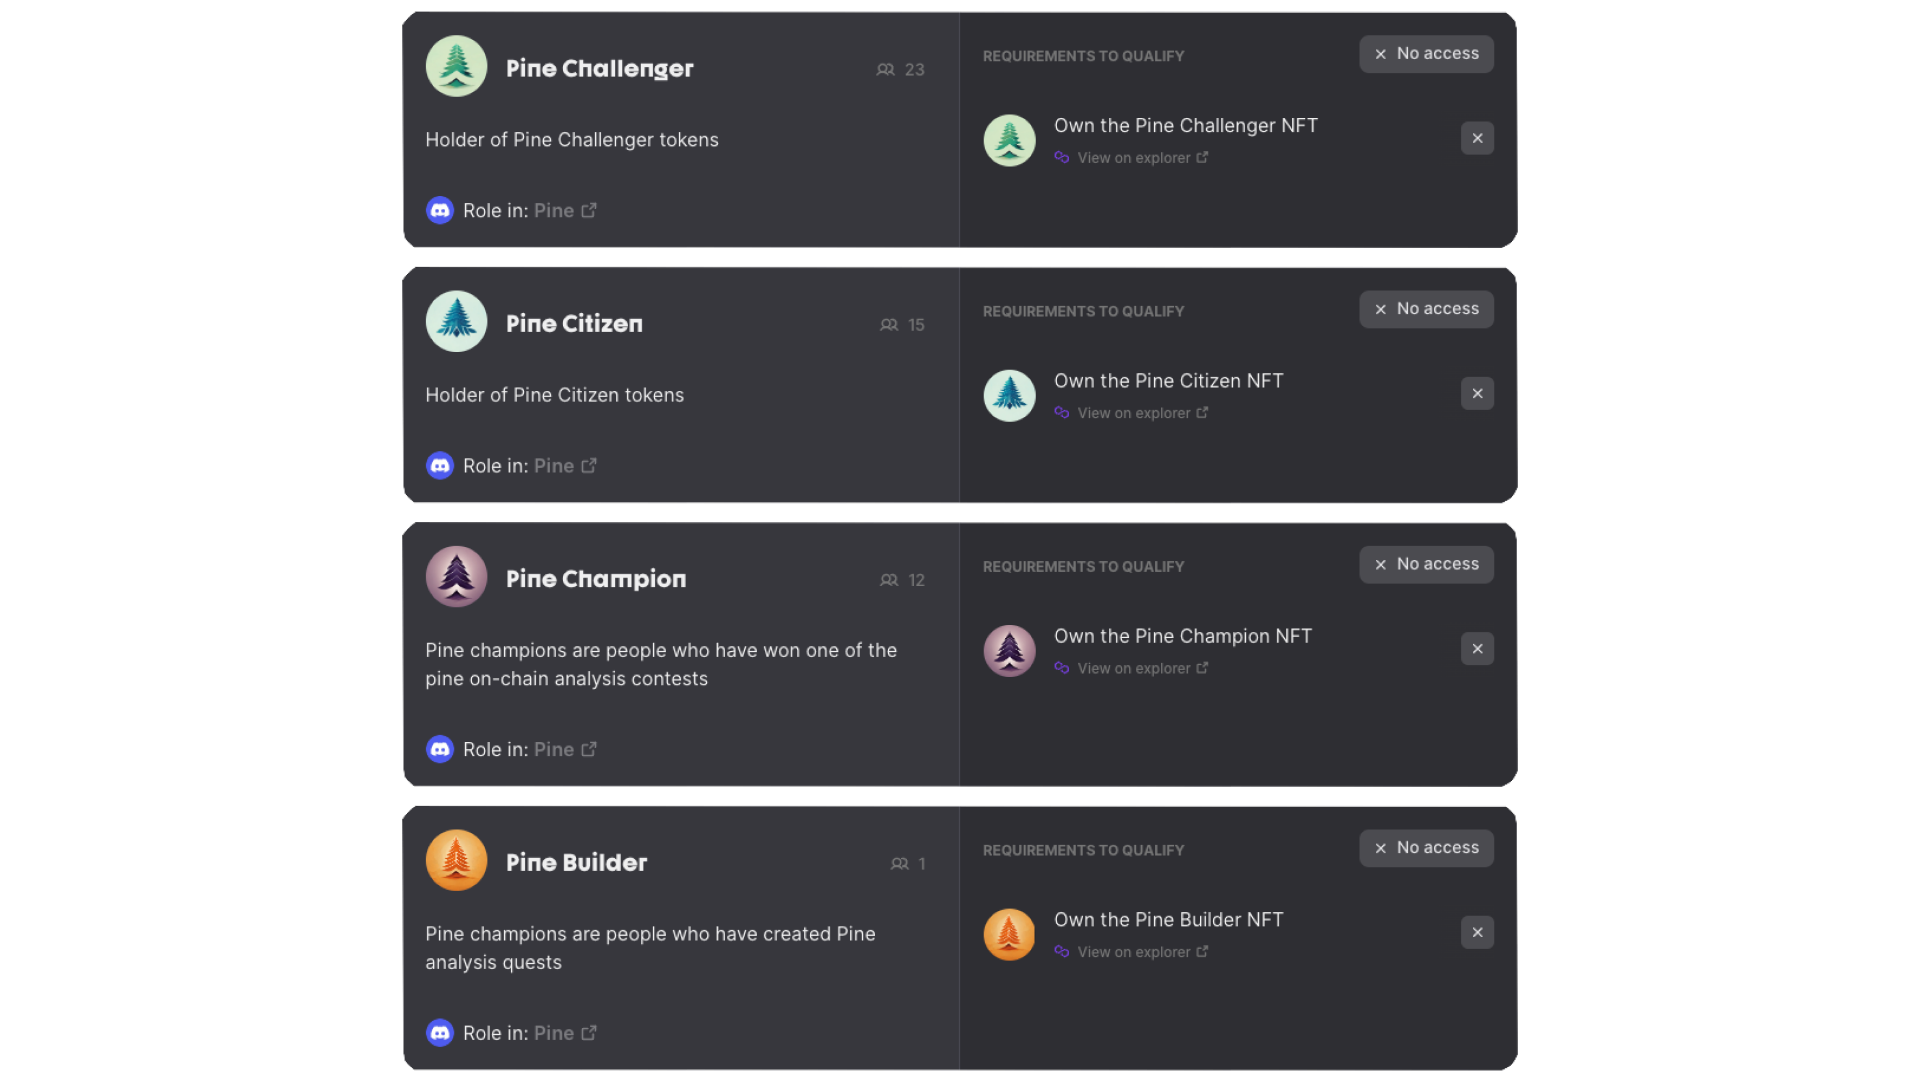 Pine Challenger
23
Holder of Pine Challenger tokens
Role in: Pine
REQUIREMENTS TO QUALIFY
No access
Own the Pine Challenger NFT
View on explorer
Pine Citizen
15
Holder of Pine Citizen tokens
Role in: Pine
REQUIREMENTS TO QUALIFY
No access
Own the Pine Citizen NFT
View on explorer
Pine Champion
12
Pine champions are people who have won one of the
pine on-chain analysis contests
Role in: Pine
REQUIREMENTS TO QUALIFY
No access
Own the Pine Champion NFT
View on explorer
Pine Builder
1
Pine champions are people who have created Pine
analysis quests
Role in: Pine
REQUIREMENTS TO QUALIFY
No access
Own the Pine Builder NFT
View on explorer